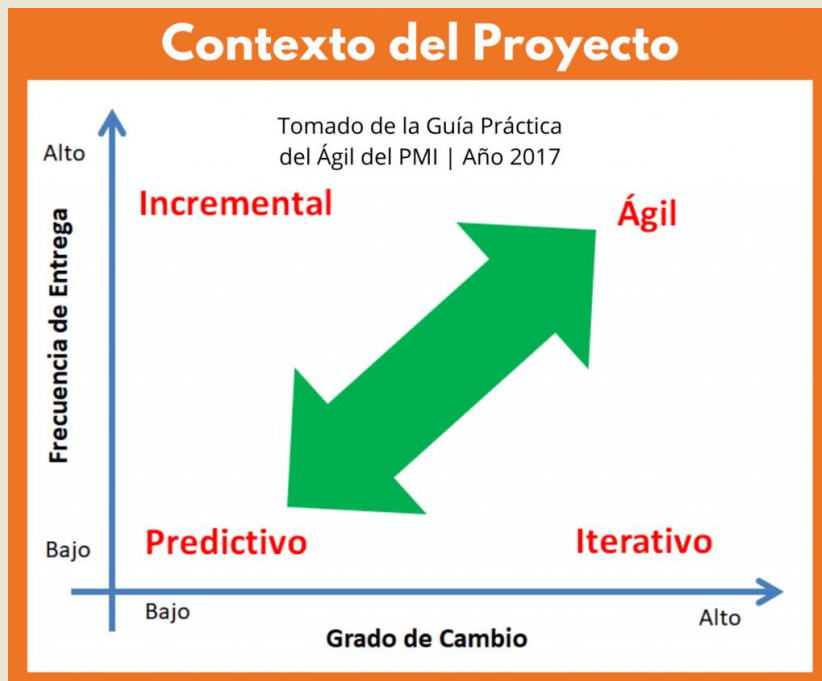 Contexto del Proyecto
Tomado de la Guía Práctica
del Ágil del PMI | Año 2017
Alto
Incremental
Ágil
Frecuencia de Entrega
Bajo
Predictivo
Iterativo
Bajo
Alto
Grado de Cambio